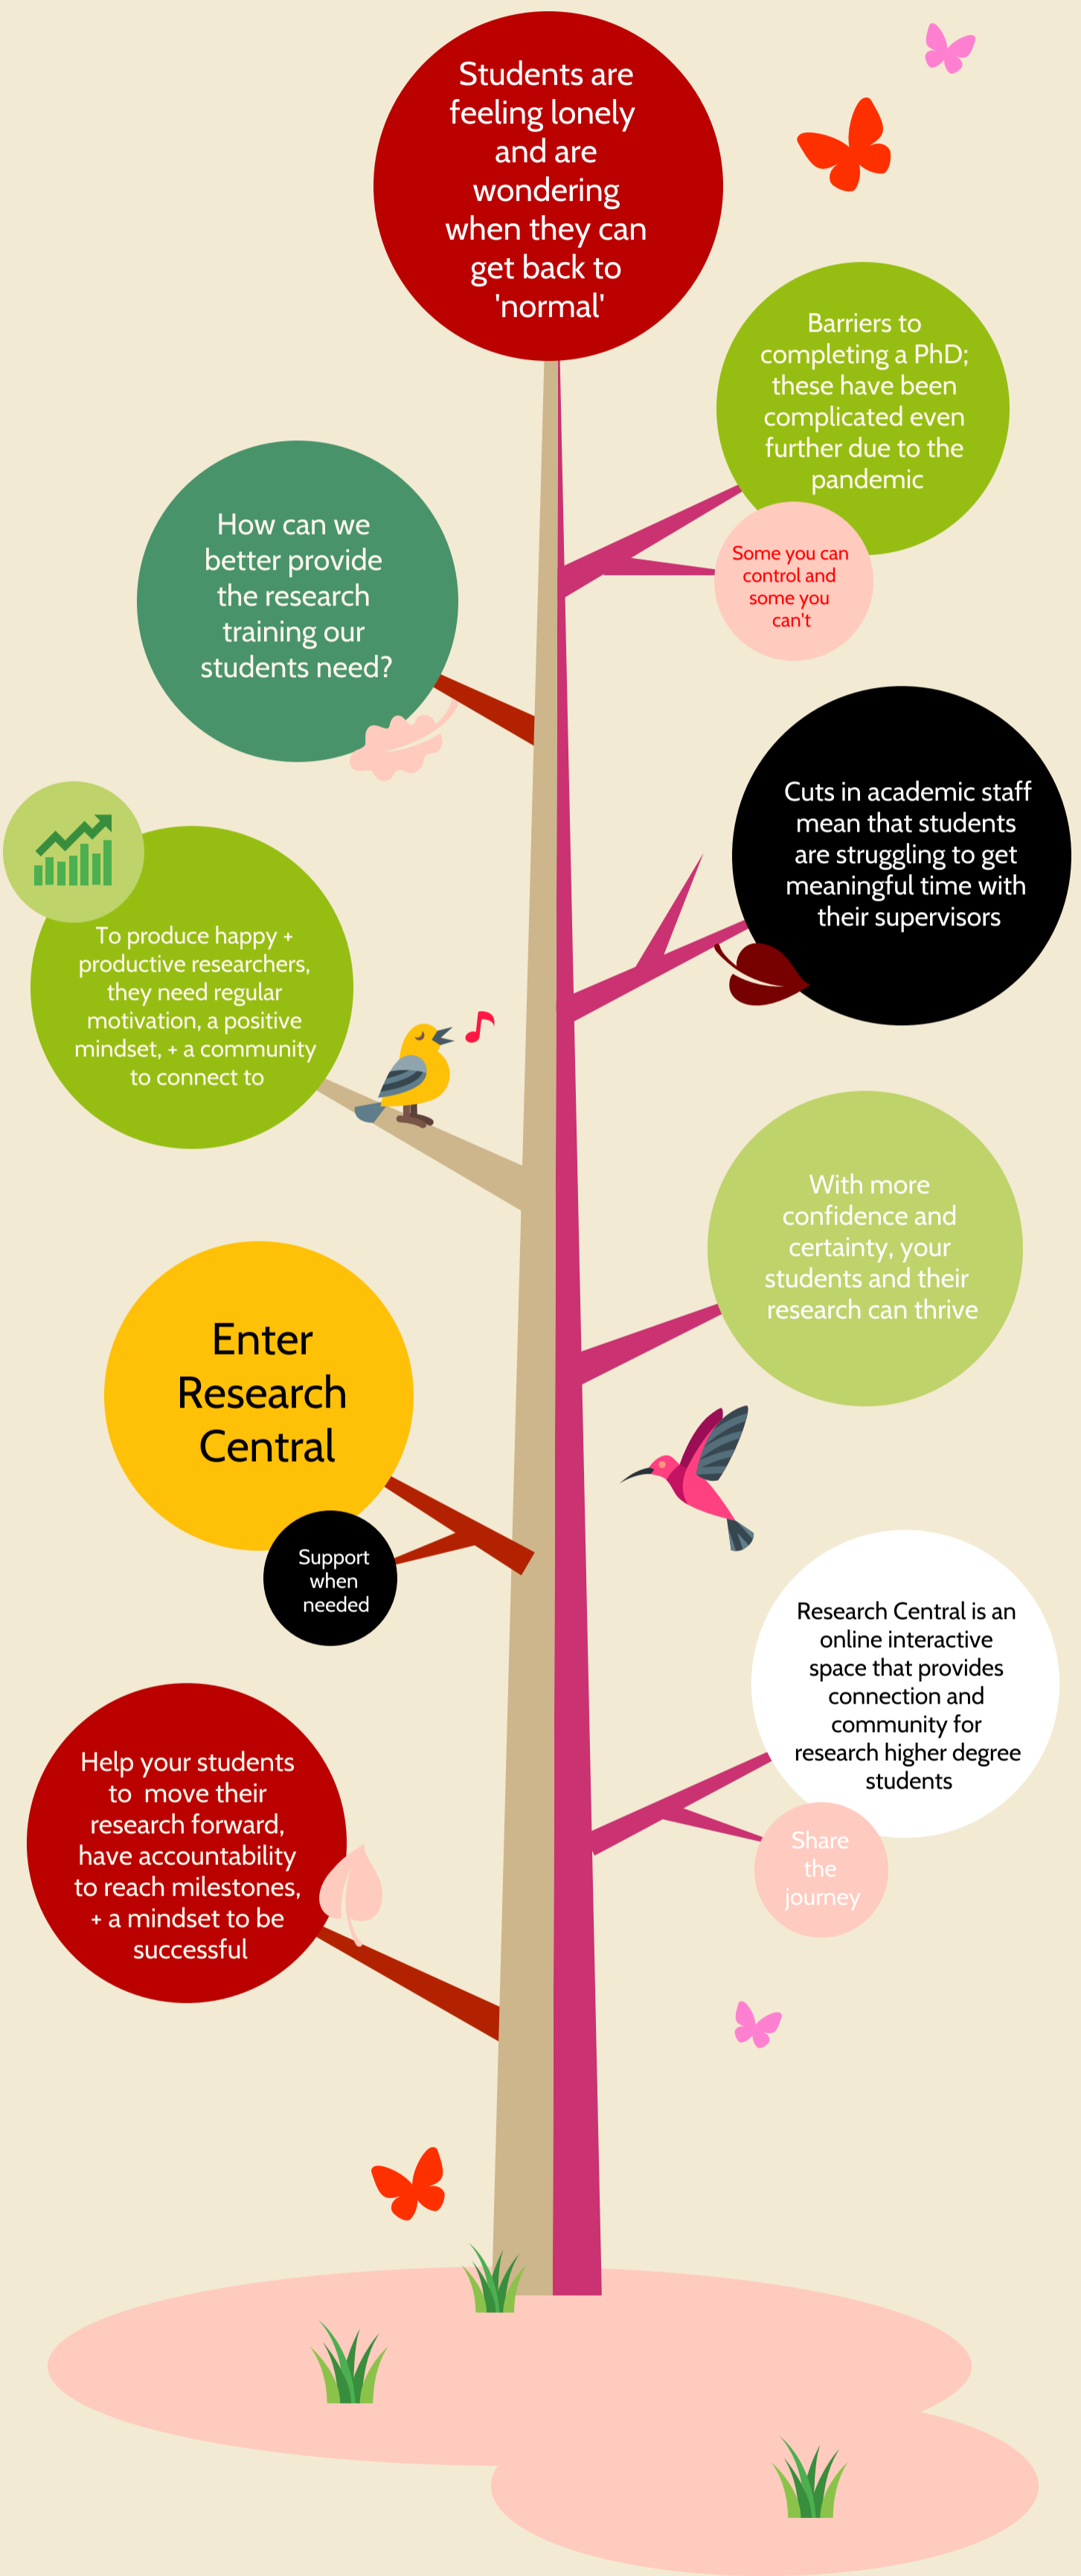 Students are
feeling lonely
and are
wondering
when they can
get back to
'normal'
Barriers to
completing a PhD;
these have been
complicated even
further due to the
pandemic
Some you can
control and
some you
can't
How can we
better provide
the research
training our
students need?
Cuts in academic staff
mean that students
are struggling to get
meaningful time with
their supervisors
To produce happy +
productive researchers,
they need regular
motivation, a positive
mindset, + a community
to connect to
With more
confidence and
certainty, your
students and their
research can thrive
Enter
Research
Central
Support
when
needed
Research Central is an
online interactive
space that provides
connection and
community for
research higher degree
students
Share
the
journey
Help your students
to move their
research forward,
have accountability
to reach milestones,
+ a mindset to be
successful